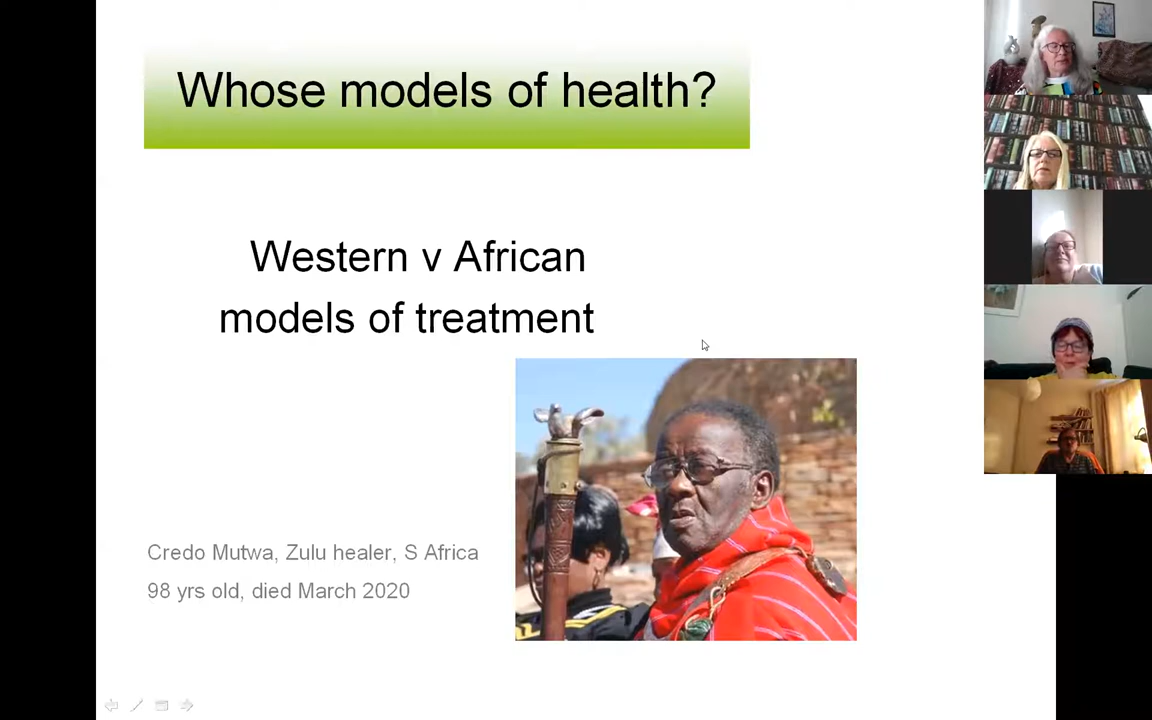 Whose models of health?
Western v African
models of treatment
Credo Mutwa, Zulu healer, S Africa
98 yrs old, died March 2020